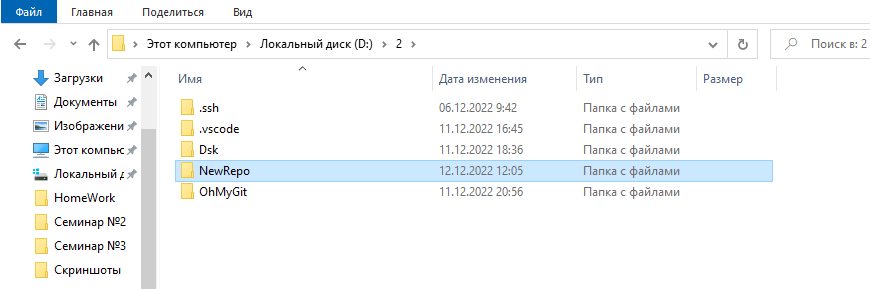 Файл Главная Поделиться Вид
Этот компьютер Локальный диск (D:) 2 Поиск в: 2
Имя Дата изменения Тип Размер
Загрузки
Документы
Изображени
Этот компьк
Локальный д
HomeWork
Семинар №2
Семинар №3
Скриншоты
.ssh 06.12.2022 9:42 Папка с файлами
.vscode 11.12.2022 16:45 Папка с файлами
Dsk 11.12.2022 18:36 Папка с файлами
NewRepo 12.12.2022 12:05 Папка с файлами
OhMyGit 11.12.2022 20:56 Папка с файлами